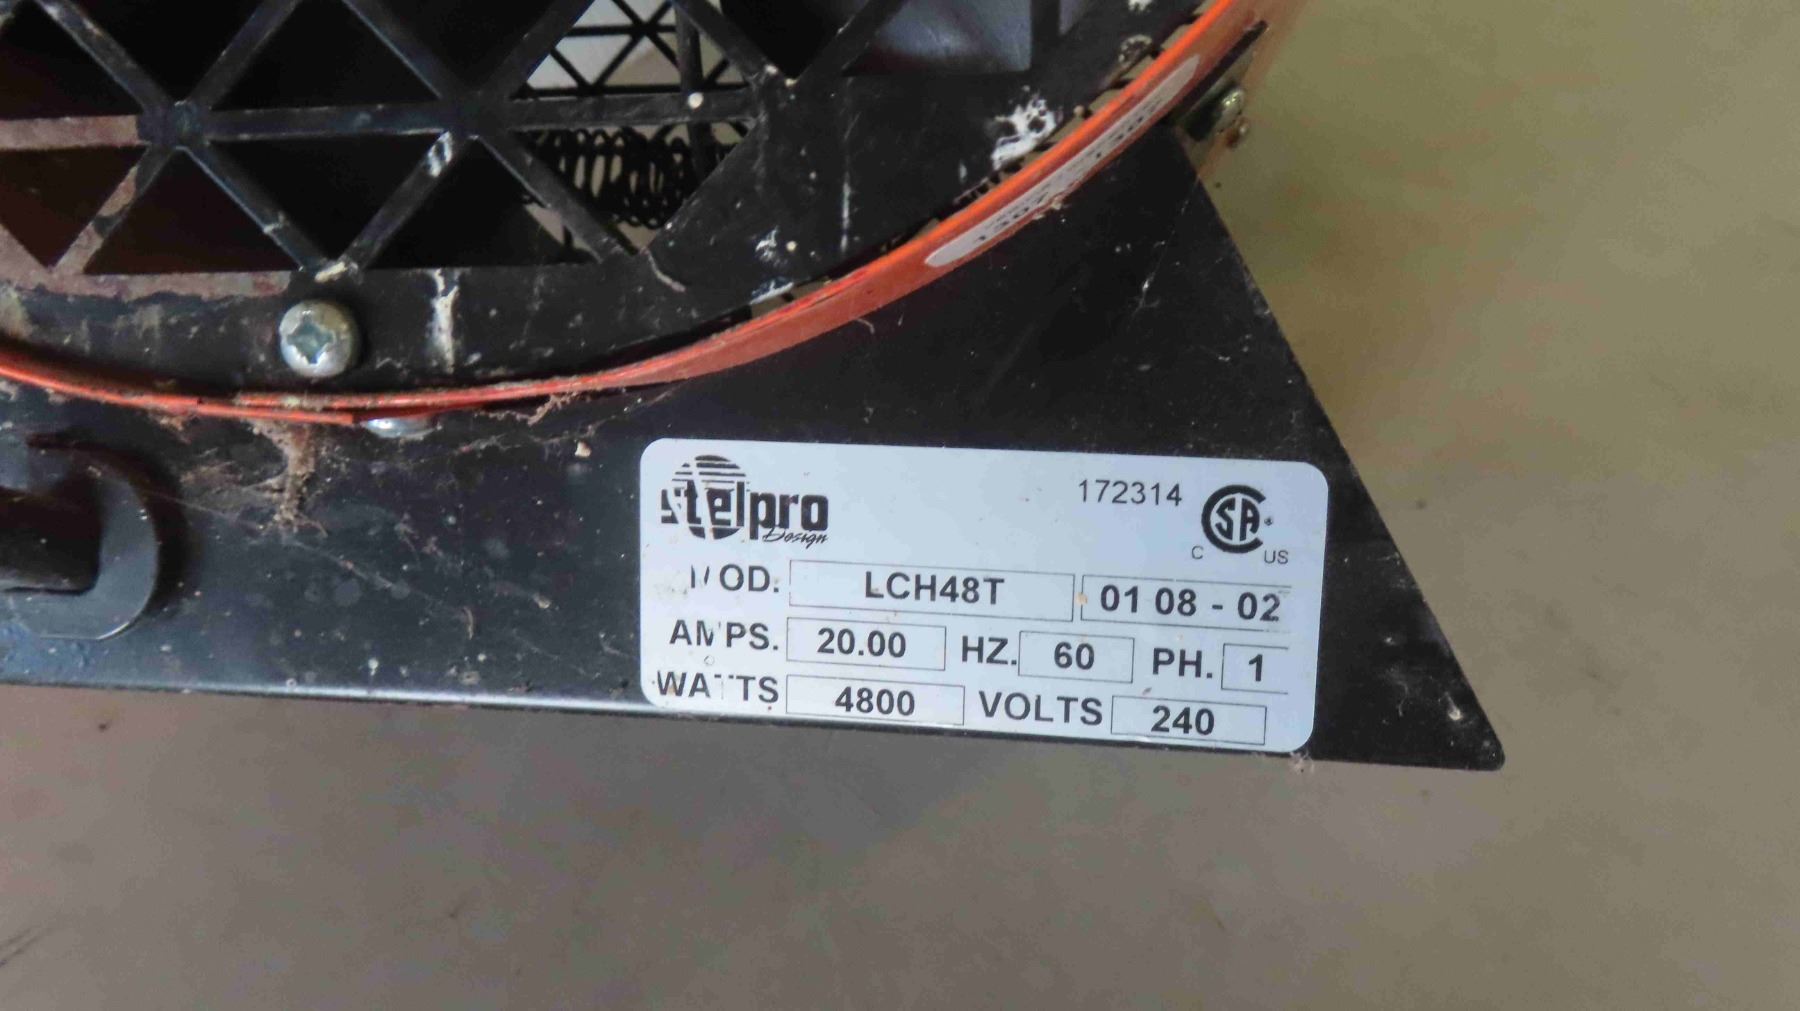 stelpro
Design
172314
CSA
C US
MOD. LCH48T 01 08 - 02
AMPS. 20.00 HZ. 60 PH. 1
WATTS 4800 VOLTS 240